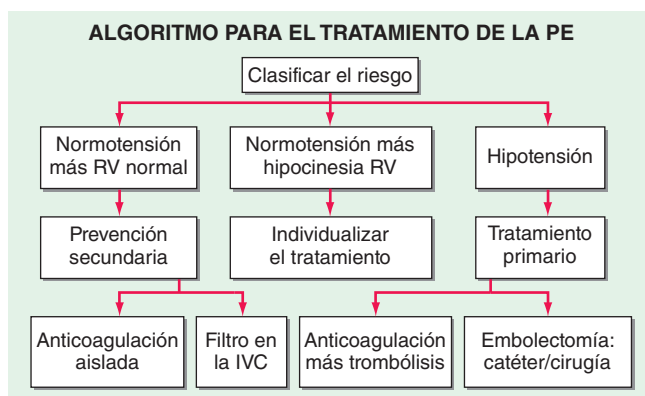 ALGORITMO PARA EL TRATAMIENTO DE LA PE
Clasificar el riesgo
Normotensión
más RV normal
Normotensión más
hipocinesia RV
Hipotensión
Prevención
secundaria
Individualizar
el tratamiento
Tratamiento
primario
Anticoagulación
aislada
Filtro en
la IVC
Anticoagulación
más trombólisis
Embolectomía:
catéter/cirugía